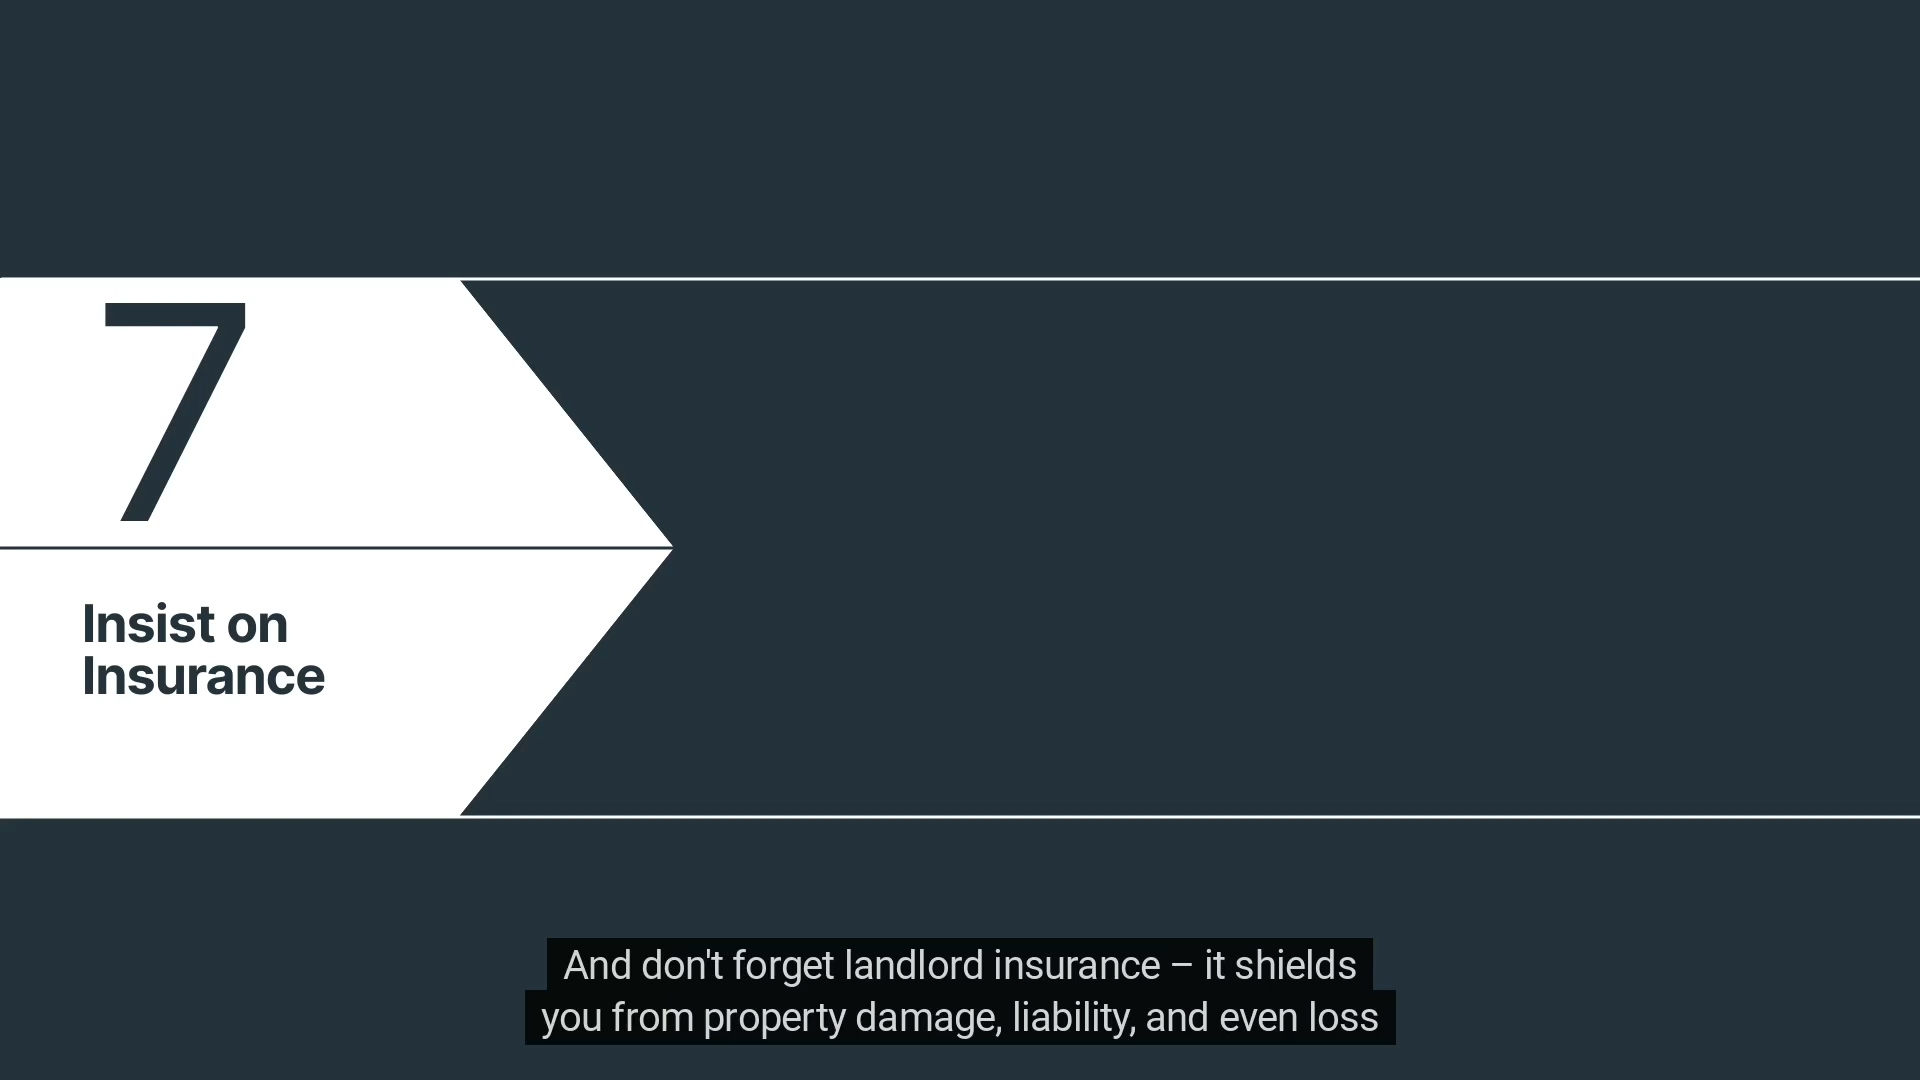 7
Insist on
Insurance
And don't forget landlord insurance – it shields
you from property damage, liability, and even loss